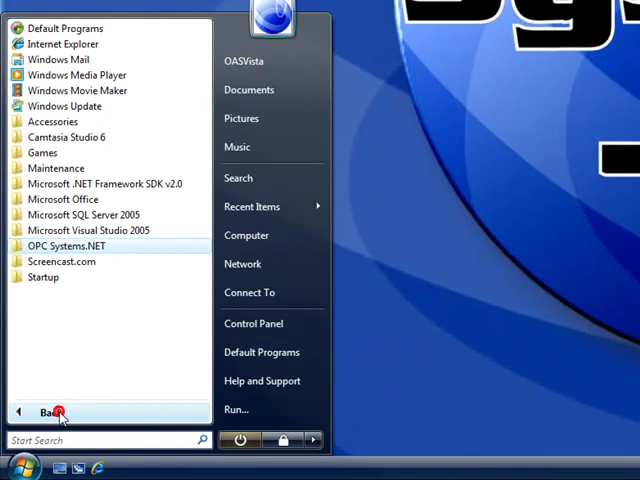 Default Programs
Internet Explorer
Windows Mail
Windows Media Player
Windows Movie Maker
Windows Update
Accessories
Camtasia Studio 6
Games
Maintenance
Microsoft .NET Framework SDK v2.0
Microsoft Office
Microsoft SQL Server 2005
Microsoft Visual Studio 2005
OPC Systems.NET
Screencast.com
Startup
Back
Start Search
OASVista
Documents
Pictures
Music
Search
Recent Items
Computer
Network
Connect To
Control Panel
Default Programs
Help and Support
Run...